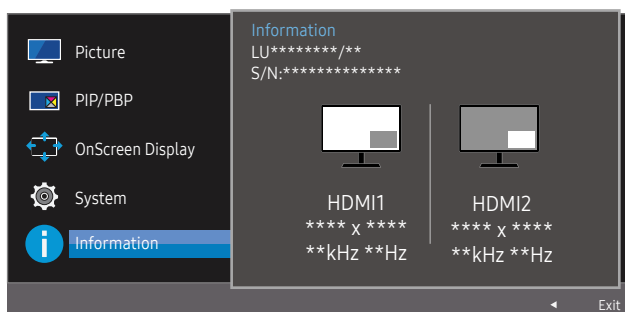 Picture
PIP/PBP
OnScreen Display
System
Information
Information
LU********/**
S/N:**************
HDMI1
**** x ****
**kHz **Hz
HDMI2
**** x ****
**kHz **Hz
Exit